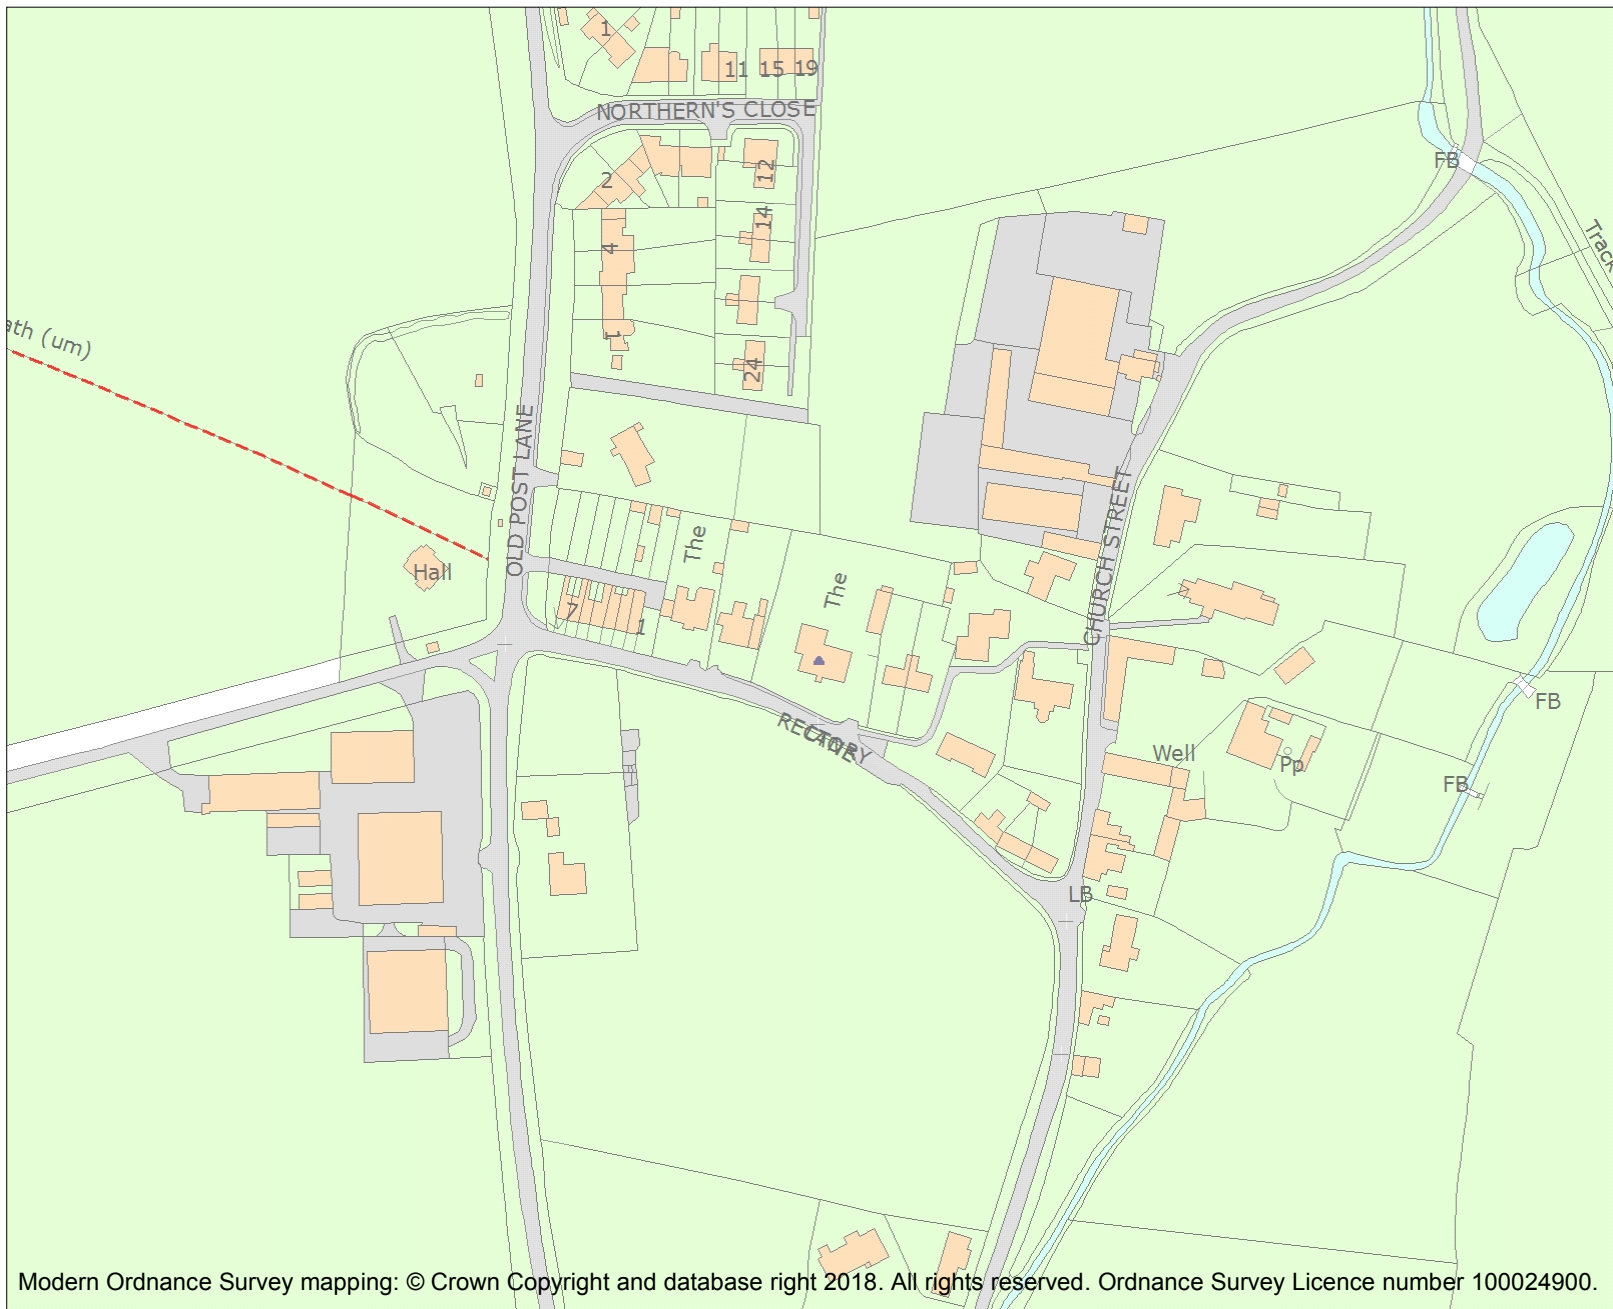 1
11 15 19
NORTHERN'S CLOSE
FB
2
12
14
Track
4
ath (um)
1
24
OLD POST LANE
CHURCH STREET
The
Hall
The
7
1
FB
RECTORY
LANE
Well
Pp
FB
LB
Modern Ordnance Survey mapping: © Crown Copyright and database right 2018. All rights reserved. Ordnance Survey Licence number 100024900.